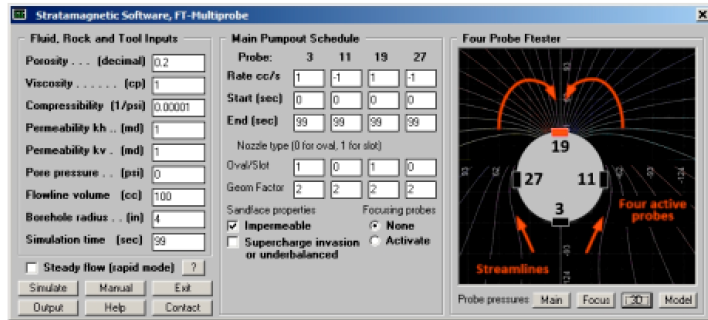 Stratamagnetic Software, FT-Multiprobe
Fluid, Rock and Tool Inputs
Porosity . . . (decimal) 0.2
Viscosity . . . . . . (cp) 1
Compressibility (1/psi) 0.00001
Permeability kh . . (md) 1
Permeability kv . (md) 1
Pore pressure . . (psi) 0
Flowline volume (cc) 100
Borehole radius . . (in) 4
Simulation time (sec) 99
Steady flow (rapid mode) ?
Simulate Manual Exit
Output Help Contact
Main Pumpout Schedule
Probe: 3 11 19 27
Rate cc/s 1 -1 1 -1
Start (sec) 0 0 0 0
End (sec) 99 99 99 99
Nozzle type (0 for oval, 1 for slot)
Oval/Slot 1 0 1 0
Geom Factor 2 2 2 2
Sandface properties Focusing probes
Impermeable None
Supercharge invasion Activate
or underbalanced
Four Probe Ftester
19
27 11
3
Four active
probes
Streamlines
Probe pressures: Main Focus 3D Model